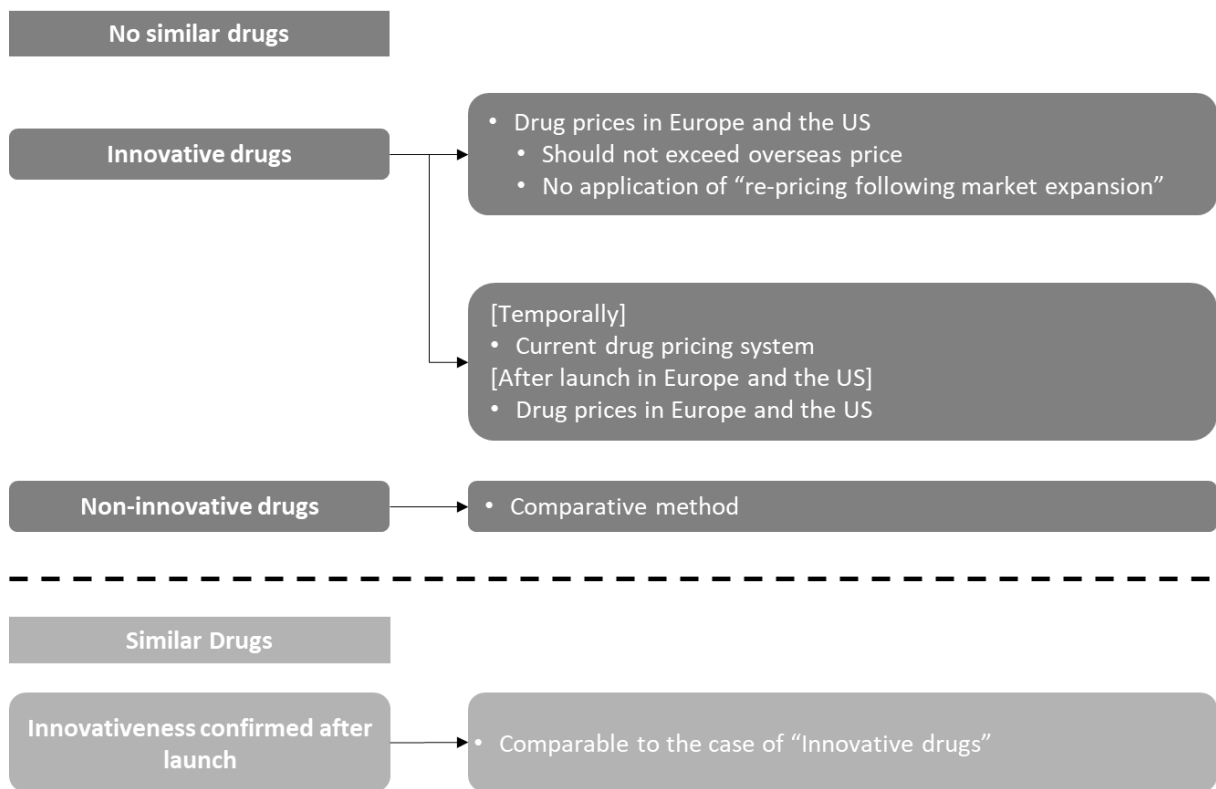 No similar drugs
Innovative drugs
• Drug prices in Europe and the US
• Should not exceed overseas price
• No application of “re-pricing following market expansion”
[Temporally]
• Current drug pricing system
[After launch in Europe and the US]
• Drug prices in Europe and the US
Non-innovative drugs
• Comparative method
Similar Drugs
Innovativeness confirmed after
launch
• Comparable to the case of “Innovative drugs”